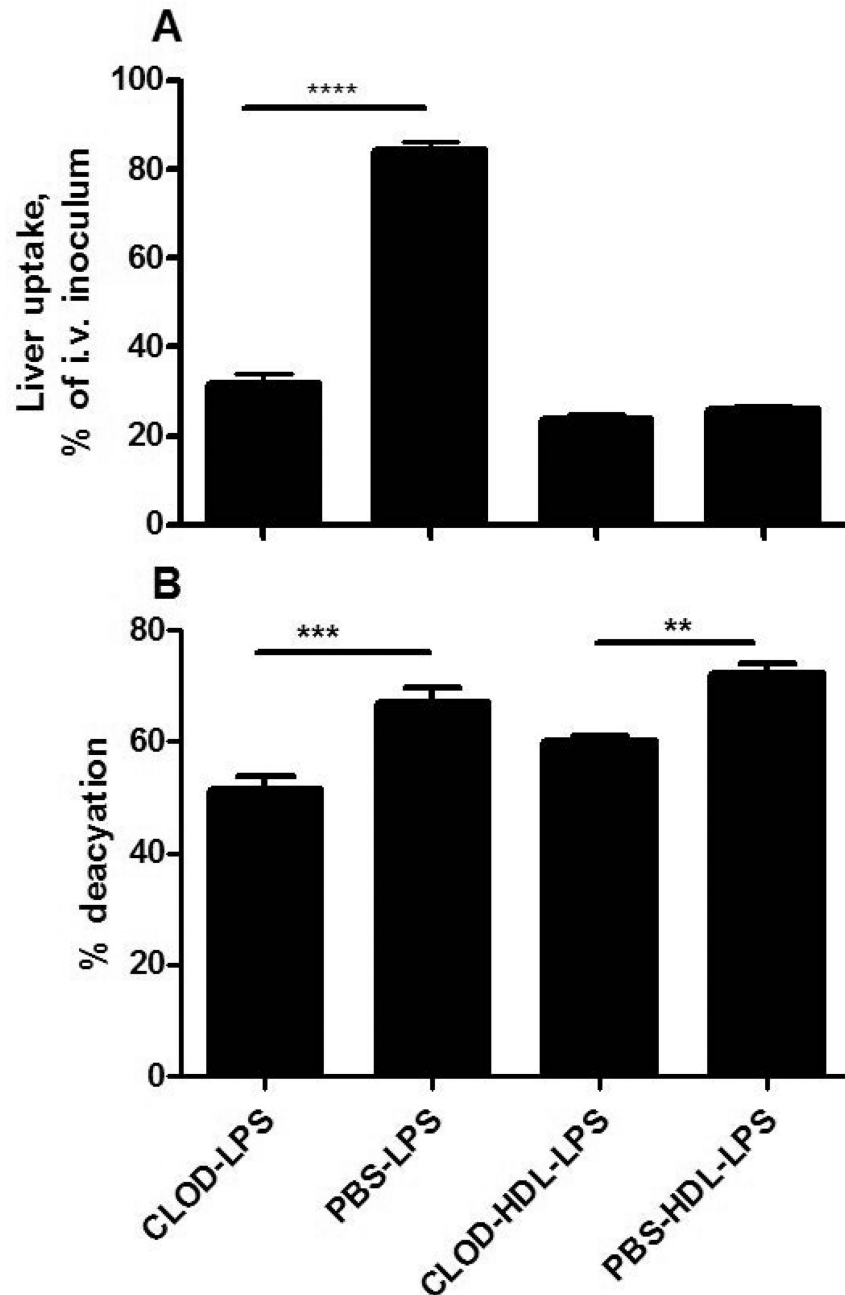 A
100
80
60
40
20
0
Liver uptake,
% of i.v. inoculum
****
B
80
60
40
20
0
% deacyation
***
**
CLOD-LPS
PBS-LPS
CLOD-HDL-LPS
PBS-HDL-LPS